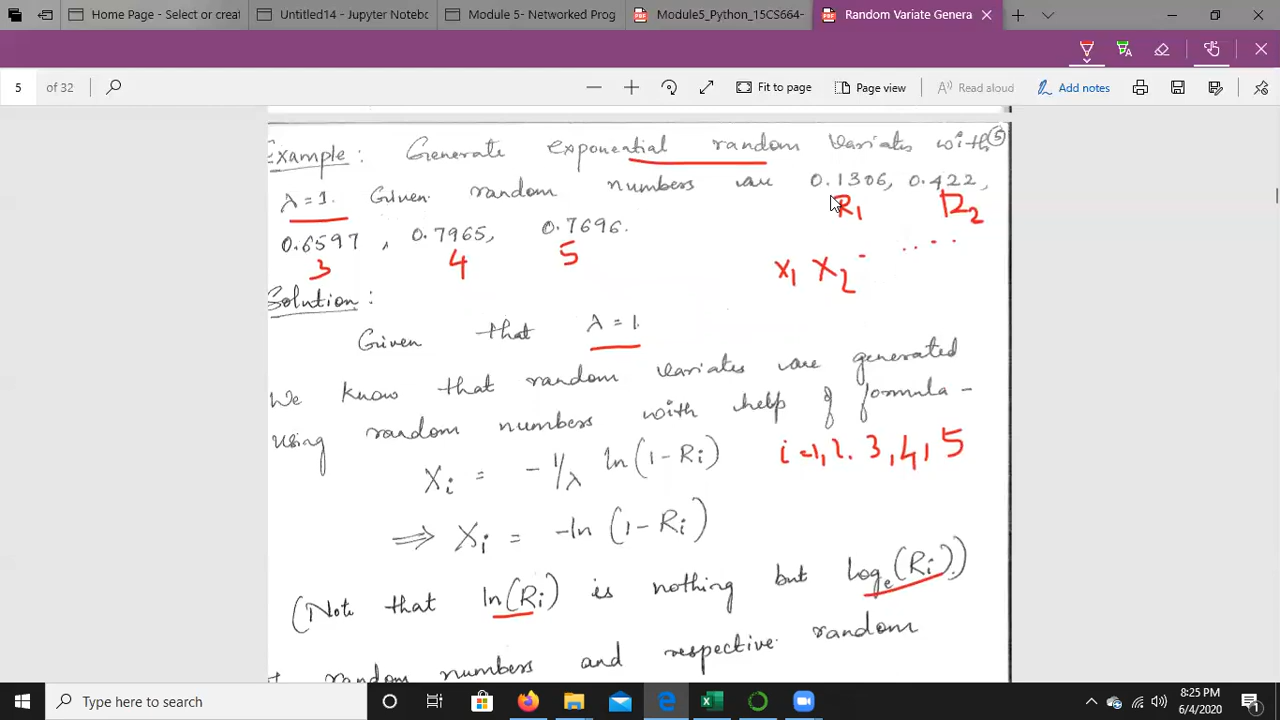 Home Page - Select or creat
Untitled14 - Jupyter Noteb
Module 5- Networked Prog
Module5_Python_15CS664-
Random Variate Genera
5 of 32
Fit to page
Page view
Read aloud
Add notes
Example: Generate exponential random variates with 5
λ = 1. Given random numbers are 0.1306, 0.422,
R1 R2
0.6597, 0.7965, 0.7696.
3 4 5
X1 X2 - ....
Solution:
Given that λ = 1.
We know that random variates are generated
using random numbers with help of formula -
Xi = - 1/λ ln(1 - Ri) i = 1, 2. 3, 4, 5
⇒ Xi = -ln (1 - Ri)
(Note that ln(Ri) is nothing but loge(Ri))
random numbers and respective random
Type here to search
8:25 PM
6/4/2020